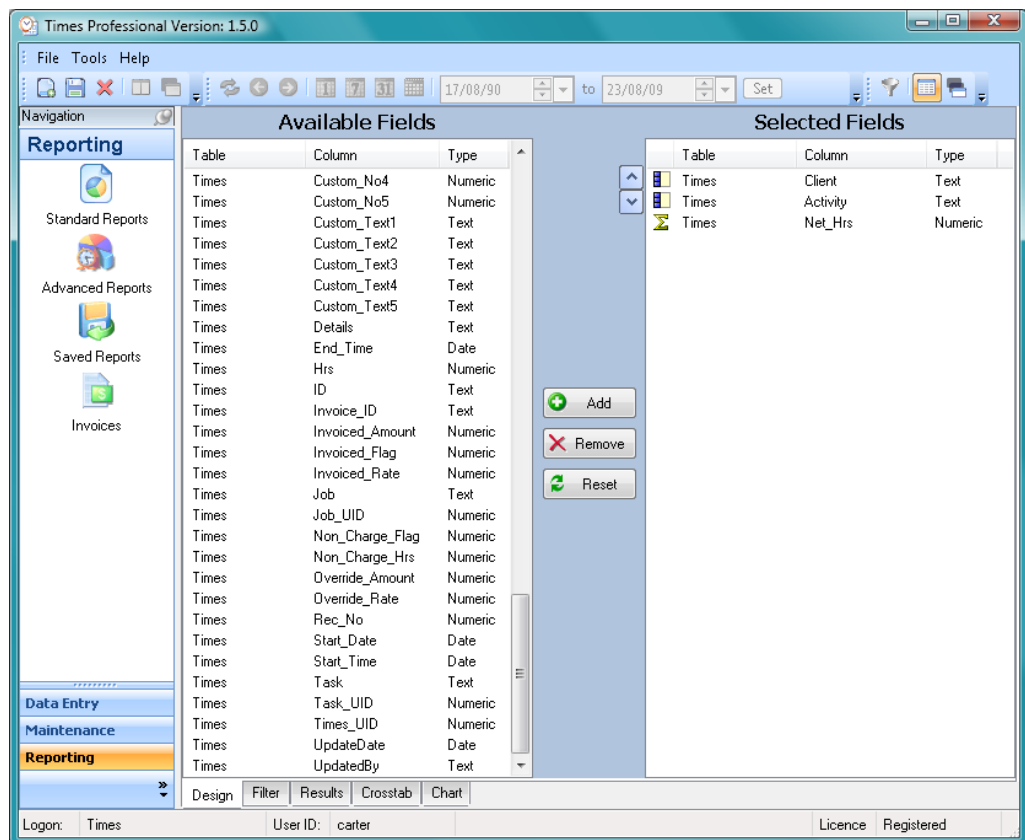 Times Professional Version: 1.5.0
File Tools Help
1 7 31 17/08/90 to 23/08/09 Set
Navigation
Reporting
Standard Reports
Advanced Reports
Saved Reports
Invoices
Data Entry
Maintenance
Reporting
Available Fields
Table Column Type
Times Custom_No4 Numeric
Times Custom_No5 Numeric
Times Custom_Text1 Text
Times Custom_Text2 Text
Times Custom_Text3 Text
Times Custom_Text4 Text
Times Custom_Text5 Text
Times Details Text
Times End_Time Date
Times Hrs Numeric
Times ID Text
Times Invoice_ID Text
Times Invoiced_Amount Numeric
Times Invoiced_Flag Numeric
Times Invoiced_Rate Numeric
Times Job Text
Times Job_UID Numeric
Times Non_Charge_Flag Numeric
Times Non_Charge_Hrs Numeric
Times Override_Amount Numeric
Times Override_Rate Numeric
Times Rec_No Numeric
Times Start_Date Date
Times Start_Time Date
Times Task Text
Times Task_UID Numeric
Times Times_UID Numeric
Times UpdateDate Date
Times UpdatedBy Text
Add
Remove
Reset
Selected Fields
Table Column Type
Times Client Text
Times Activity Text
Times Net_Hrs Numeric
Design Filter Results Crosstab Chart
Logon: Times User ID: carter Licence Registered